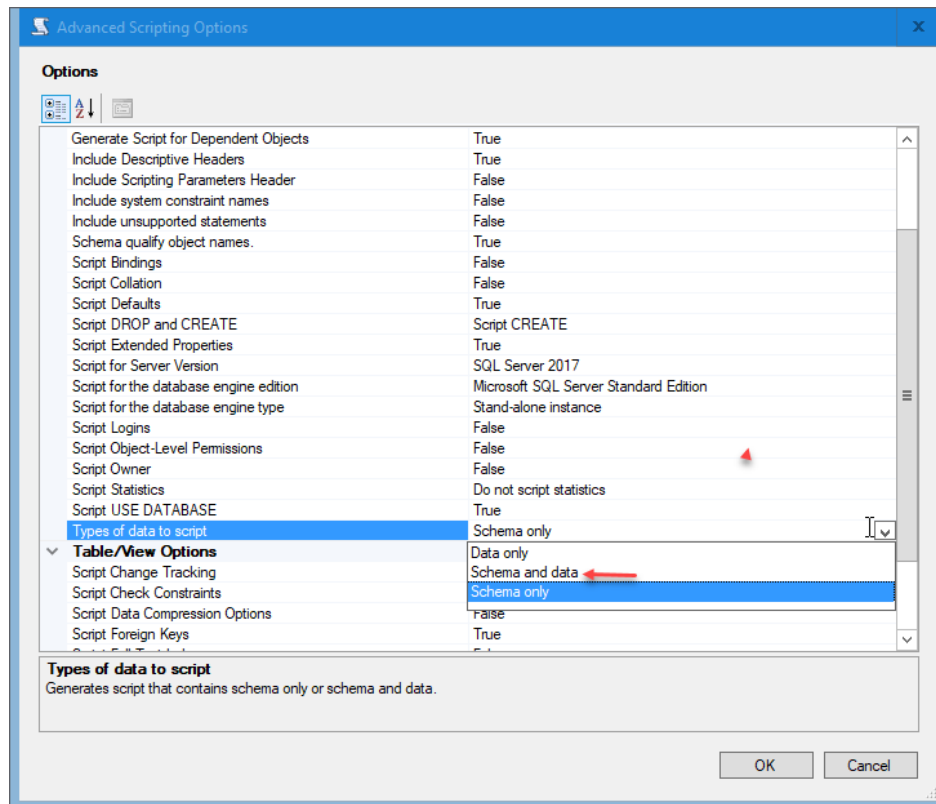 Advanced Scripting Options
Options
Generate Script for Dependent Objects True
Include Descriptive Headers True
Include Scripting Parameters Header False
Include system constraint names False
Include unsupported statements False
Schema qualify object names. True
Script Bindings False
Script Collation False
Script Defaults True
Script DROP and CREATE Script CREATE
Script Extended Properties True
Script for Server Version SQL Server 2017
Script for the database engine edition Microsoft SQL Server Standard Edition
Script for the database engine type Stand-alone instance
Script Logins False
Script Object-Level Permissions False
Script Owner False
Script Statistics Do not script statistics
Script USE DATABASE True
Types of data to script Schema only
Table/View Options Data only
Script Change Tracking Schema and data
Script Check Constraints Schema only
Script Data Compression Options False
Script Foreign Keys True
Types of data to script
Generates script that contains schema only or schema and data.
OK Cancel